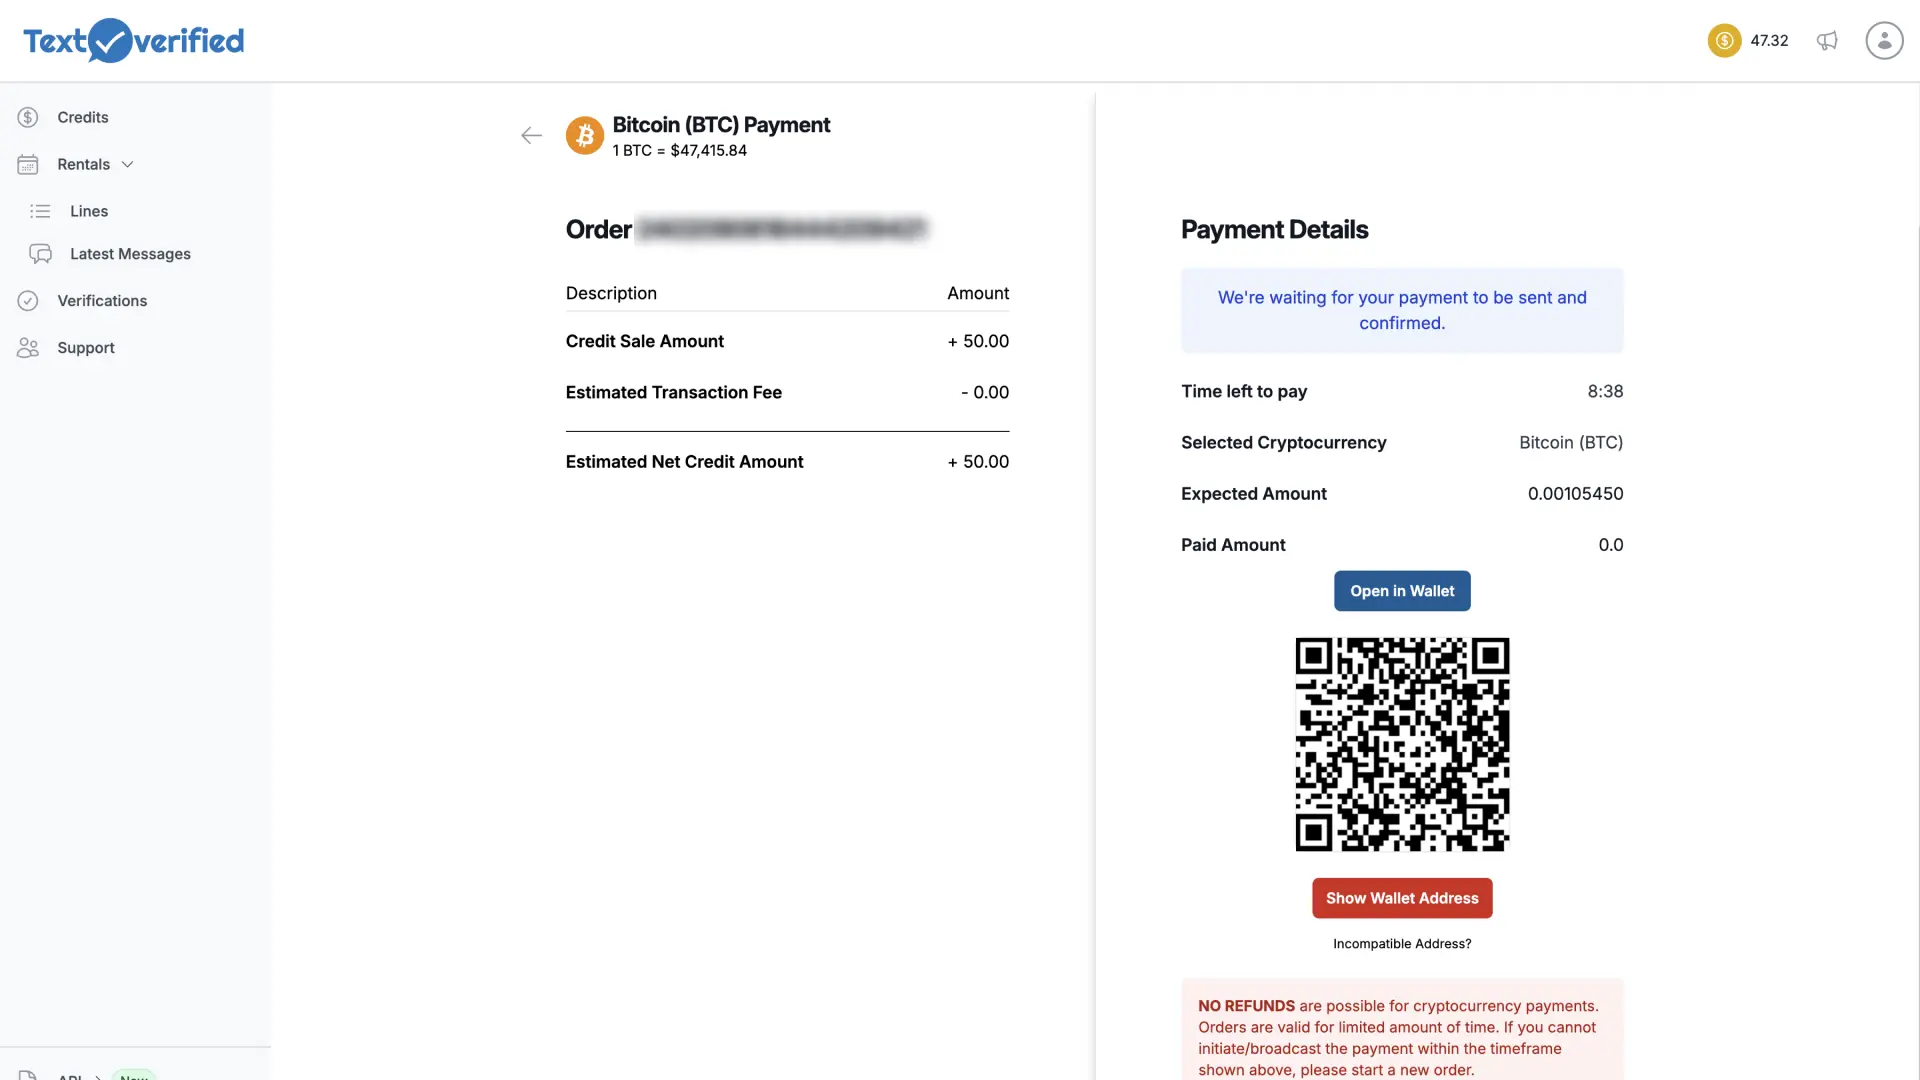 Textverified
47.32
Credits
Rentals
Lines
Latest Messages
Verifications
Support
API
New
Bitcoin (BTC) Payment
1 BTC = $47,415.84
Order
Description Amount
Credit Sale Amount + 50.00
Estimated Transaction Fee - 0.00
Estimated Net Credit Amount + 50.00
Payment Details
We're waiting for your payment to be sent and
confirmed.
Time left to pay 8:38
Selected Cryptocurrency Bitcoin (BTC)
Expected Amount 0.00105450
Paid Amount 0.0
Open in Wallet
Show Wallet Address
Incompatible Address?
NO REFUNDS are possible for cryptocurrency payments.
Orders are valid for limited amount of time. If you cannot
initiate/broadcast the payment within the timeframe
shown above, please start a new order.